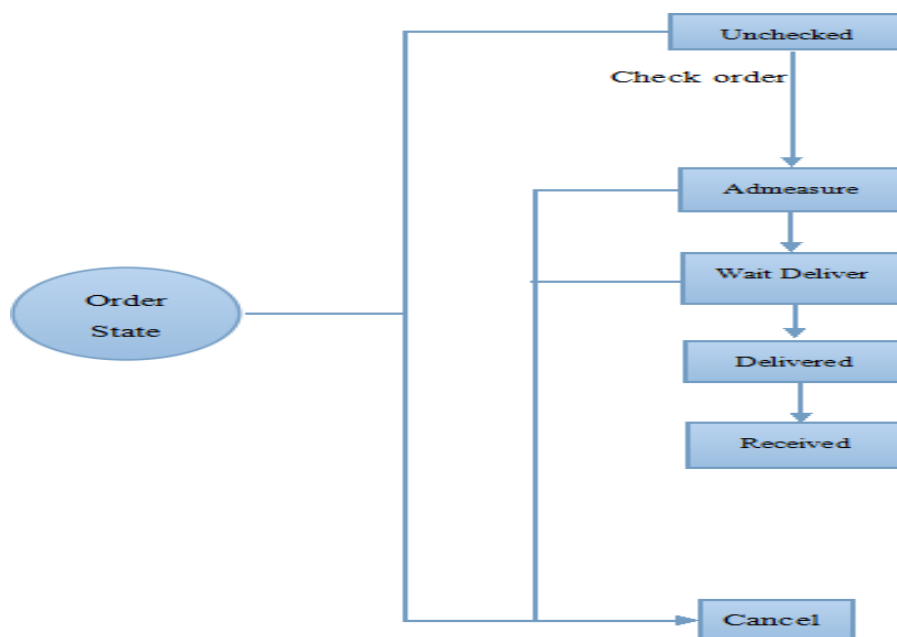 Unchecked
Check order
Admeasure
Wait Deliver
Order
State
Delivered
Received
Cancel